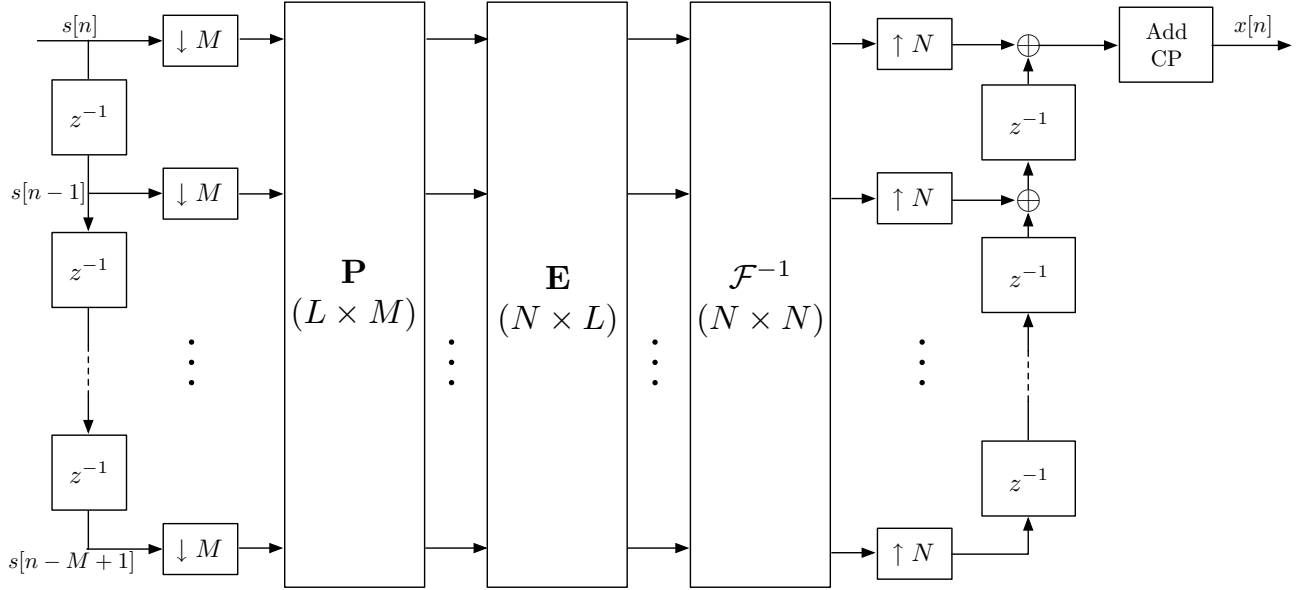 s[n]
↓ M
z⁻¹
s[n − 1]
↓ M
z⁻¹
z⁻¹
s[n − M + 1]
↓ M
P
(L × M)
E
(N × L)
ℱ⁻¹
(N × N)
↑ N
z⁻¹
↑ N
z⁻¹
z⁻¹
↑ N
Add
CP
x[n]